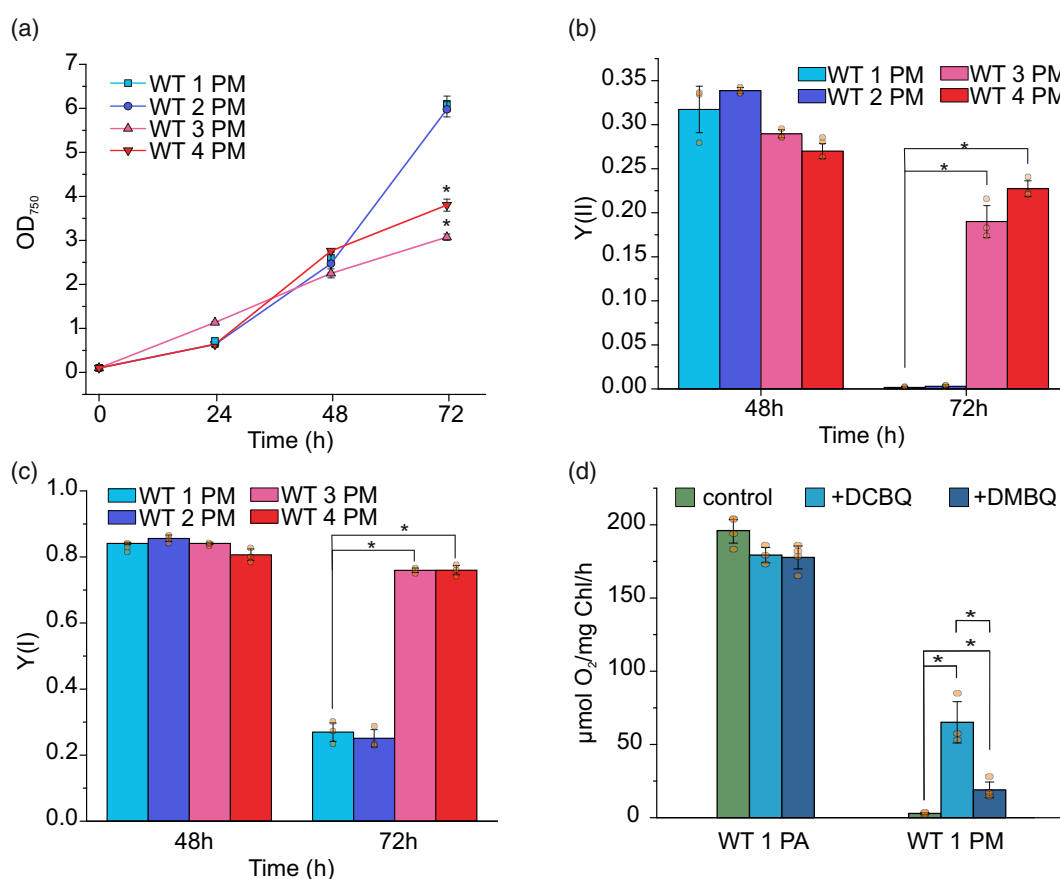 (a)
WT 1 PM
WT 2 PM
WT 3 PM
WT 4 PM
OD750
7
6
5
4
3
2
1
0
*
*
0 24 48 72
Time (h)
(b)
WT 1 PM WT 3 PM
WT 2 PM WT 4 PM
Y(II)
0.35
0.30
0.25
0.20
0.15
0.10
0.05
0.00
*
*
48h 72h
Time (h)
(c)
WT 1 PM WT 3 PM
WT 2 PM WT 4 PM
Y(I)
1.0
0.8
0.6
0.4
0.2
0.0
*
*
48h 72h
Time (h)
(d)
control +DCBQ +DMBQ
µmol O2/mg Chl/h
200
150
100
50
0
*
*
*
WT 1 PA WT 1 PM